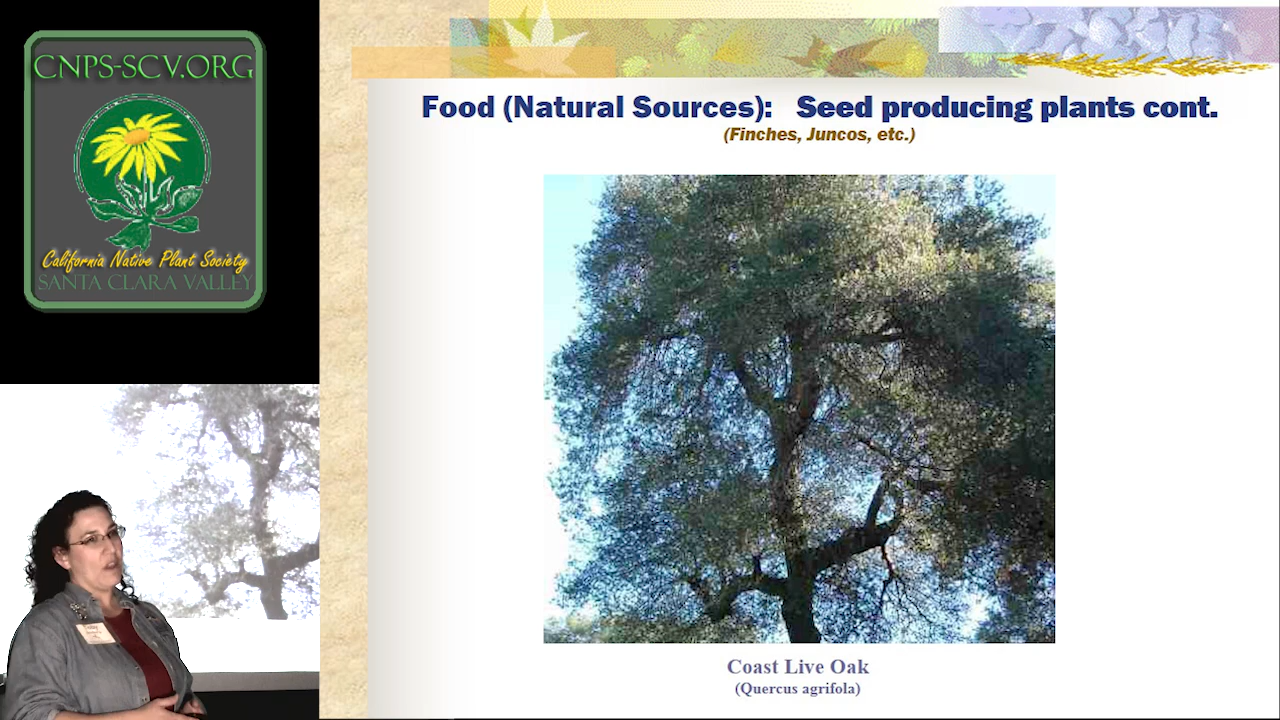 CNPS-SCV.ORG
California Native Plant Society
SANTA CLARA VALLEY
Food (Natural Sources): Seed producing plants cont.
(Finches, Juncos, etc.)
Coast Live Oak
(Quercus agrifola)